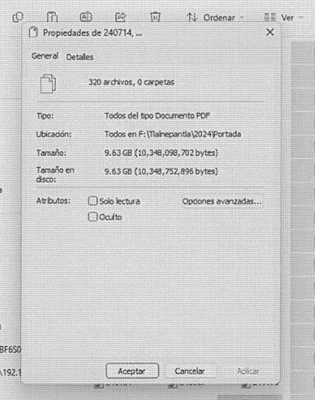 Ordenar
Ver
Propiedades de 240714, ...
General Detalles
320 archivos, 0 carpetas
Tipo: Todos del tipo Documento PDF
Ubicación: Todos en F:\Tlalnepantla\2024\Portada
Tamaño: 9.63 GB (10,348,098,702 bytes)
Tamaño en disco: 9.63 GB (10,348,752,896 bytes)
Atributos: Solo lectura Opciones avanzadas...
Oculto
BF650
\192.1
Aceptar Cancelar Aplicar